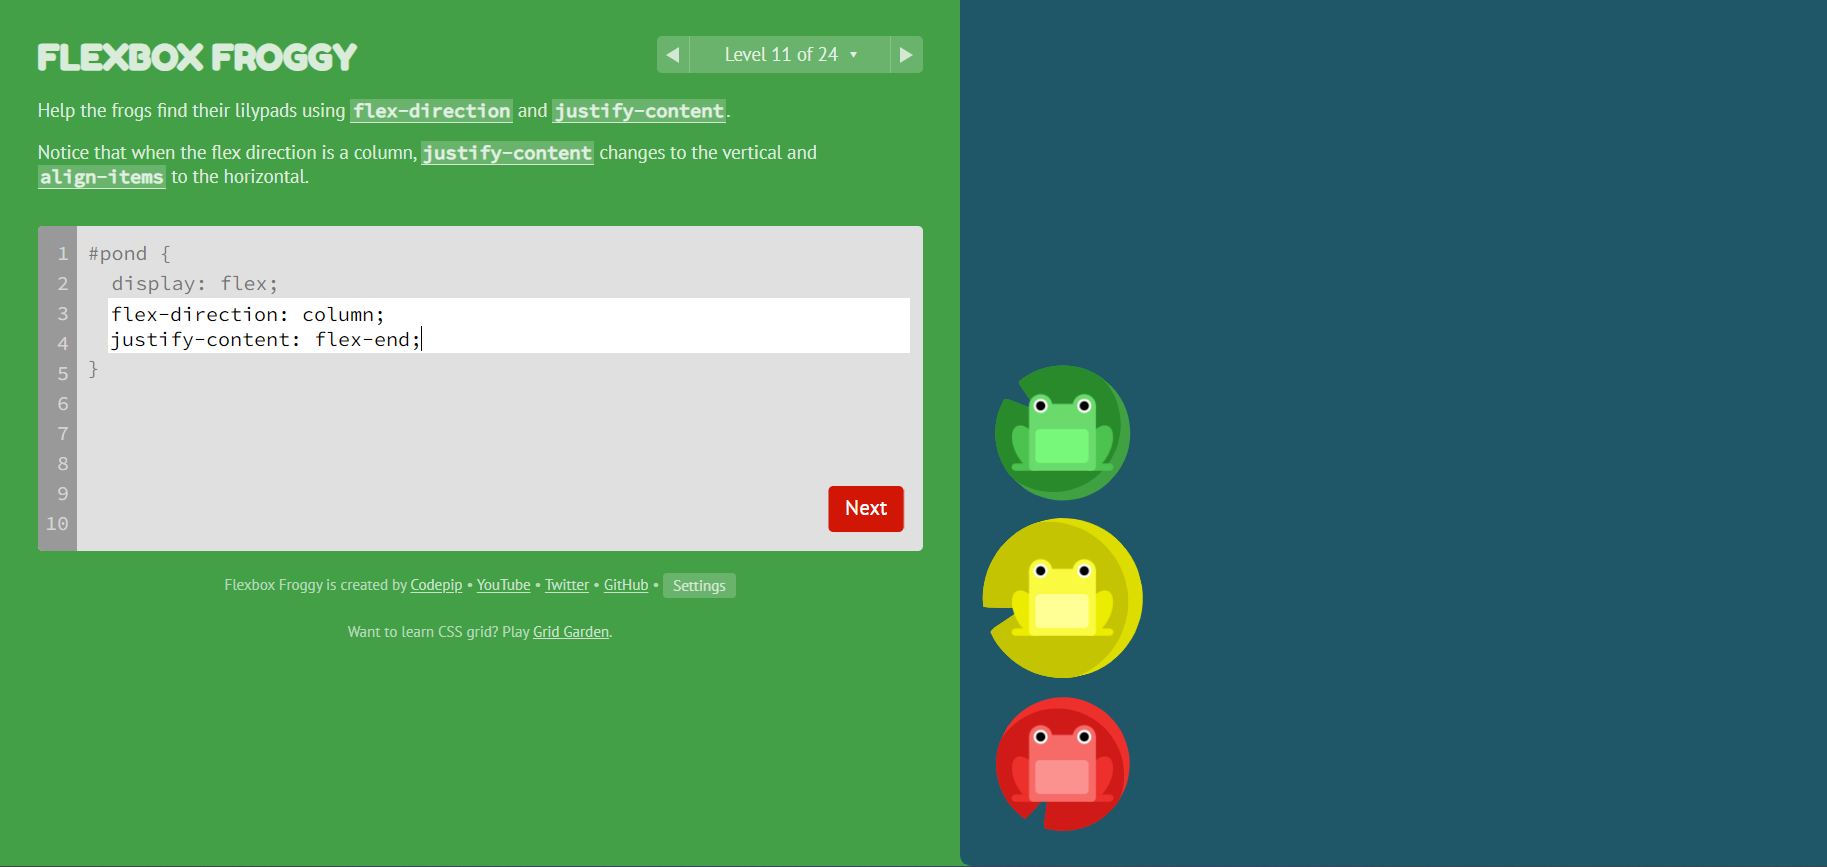 FLEXBOX FROGGY
◀ Level 11 of 24 ▾ ▶
Help the frogs find their lilypads using flex-direction and justify-content.
Notice that when the flex direction is a column, justify-content changes to the vertical and
align-items to the horizontal.
1 #pond {
2 display: flex;
3 flex-direction: column;
4 justify-content: flex-end;
5 }
6
7
8
9
10
Next
Flexbox Froggy is created by Codepip • YouTube • Twitter • GitHub • Settings
Want to learn CSS grid? Play Grid Garden.